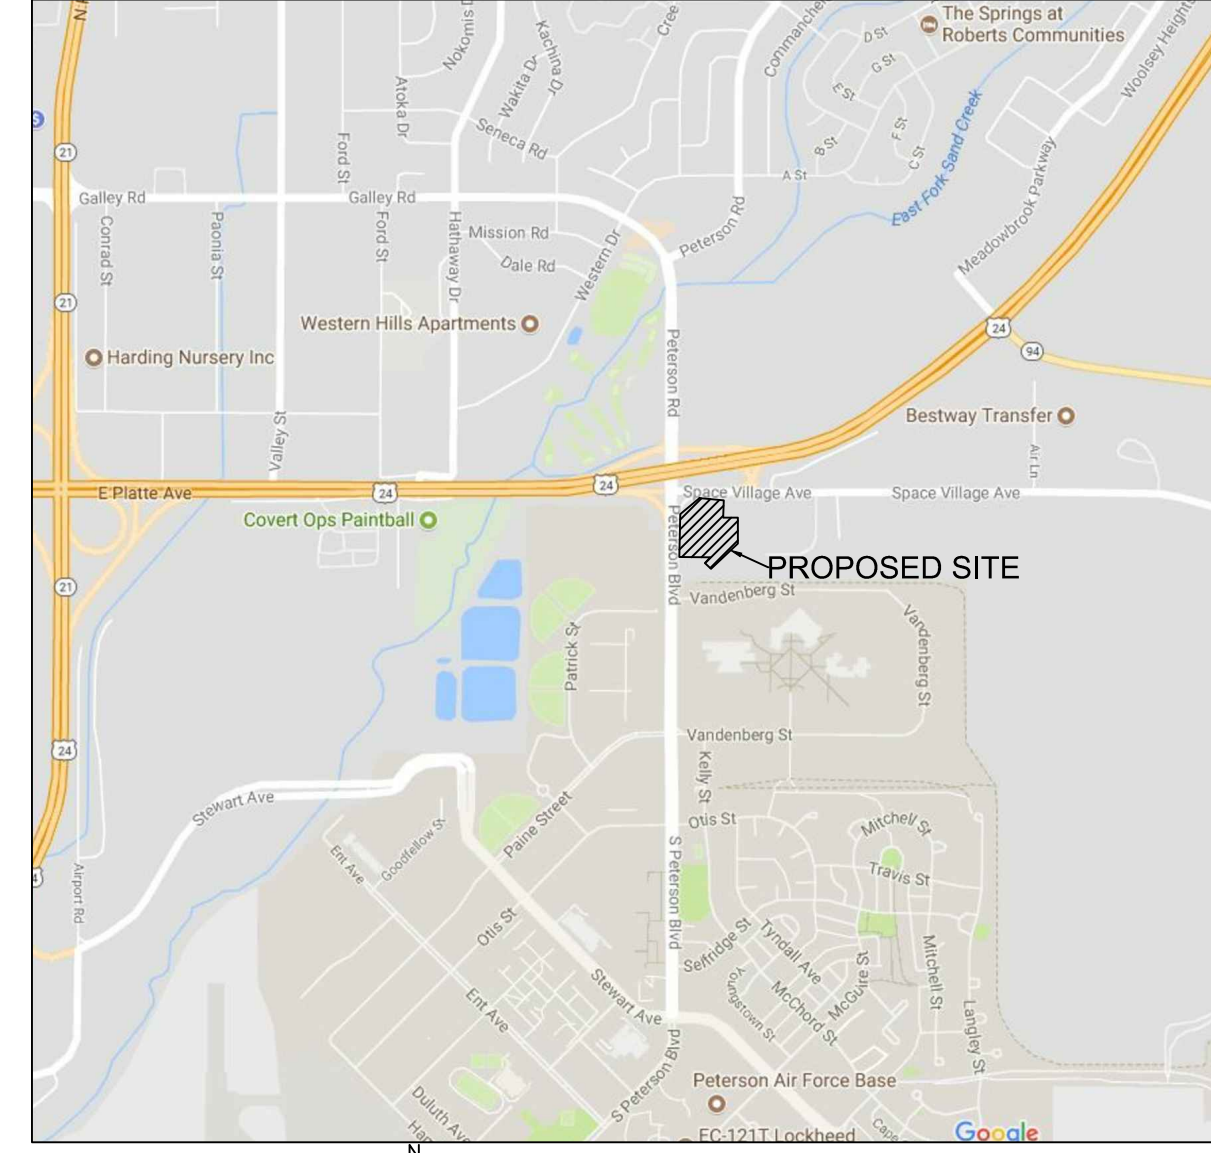 The Springs at
Roberts Communities
D St
G St
E St
F St
B St
C St
A St
Woolsey Heights
Commanche
Cree
Kachina Dr
Wakita Dr
Atoka Dr
Seneca Rd
Ford St
21
Galley Rd
Galley Rd
Conrad St
Paonia St
Ford St
Hathaway Dr
Mission Rd
Dale Rd
Western Dr
Peterson Rd
East Fork Sand Creek
Meadowbrook Parkway
21
Western Hills Apartments
Harding Nursery Inc
Peterson Rd
24
94
Bestway Transfer
Valley St
Air Ln
E Platte Ave
24
24
Space Village Ave
Space Village Ave
Covert Ops Paintball
Peterson Blvd
PROPOSED SITE
21
Vandenberg St
Vandenberg St
Patrick St
Vandenberg St
24
Kelly St
Stewart Ave
Otis St
Mitchell St
Paine Street
Goodfellow St
Ent Ave
Travis St
S Peterson Blvd
Airport Rd
Otis St
Selfridge St
Tyndall Ave
Mitchell St
McGuire St
McChord St
Youngstown St
Stewart Ave
Ent Ave
Langley St
S Peterson Blvd
Peterson Air Force Base
Duluth Ave
EC-121T Lockheed
Google
N